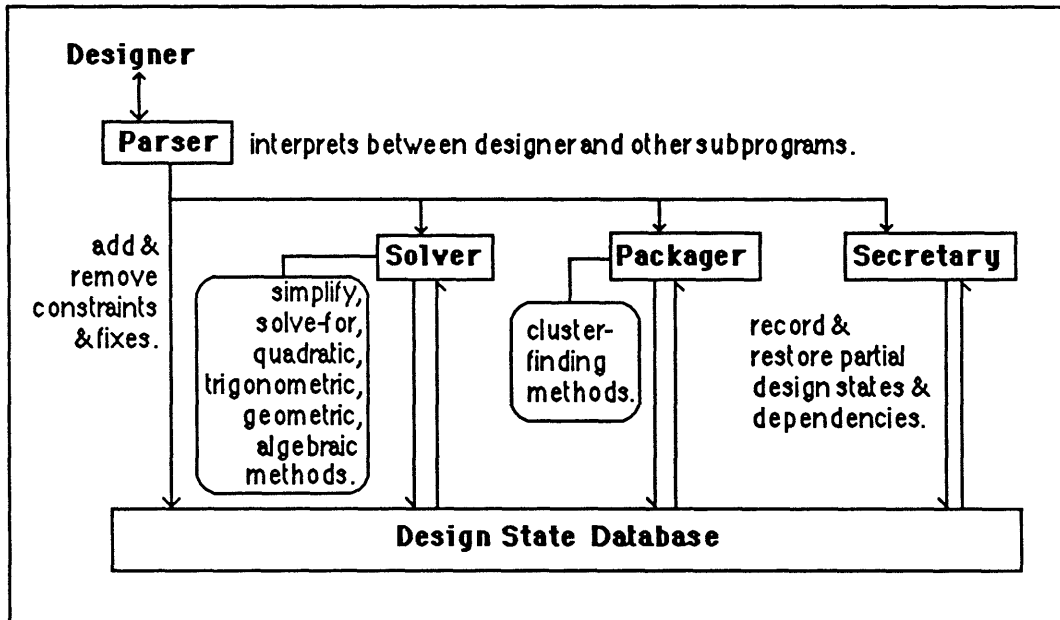 Designer
Parser
interprets between designer and other subprograms.
add &
remove
constraints
& fixes.
Solver
simplify,
solve-for,
quadratic,
trigonometric,
geometric,
algebraic
methods.
Packager
cluster-
finding
methods.
Secretary
record &
restore partial
design states &
dependencies.
Design State Database